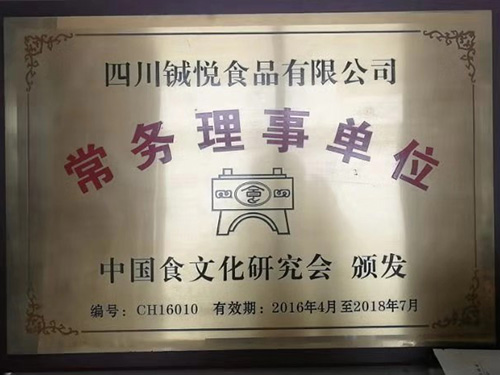 四川铖悦食品有限公司
常务理事单位
食
中国食文化研究会 颁发
编号：CH16010 有效期：2016年4月至2018年7月